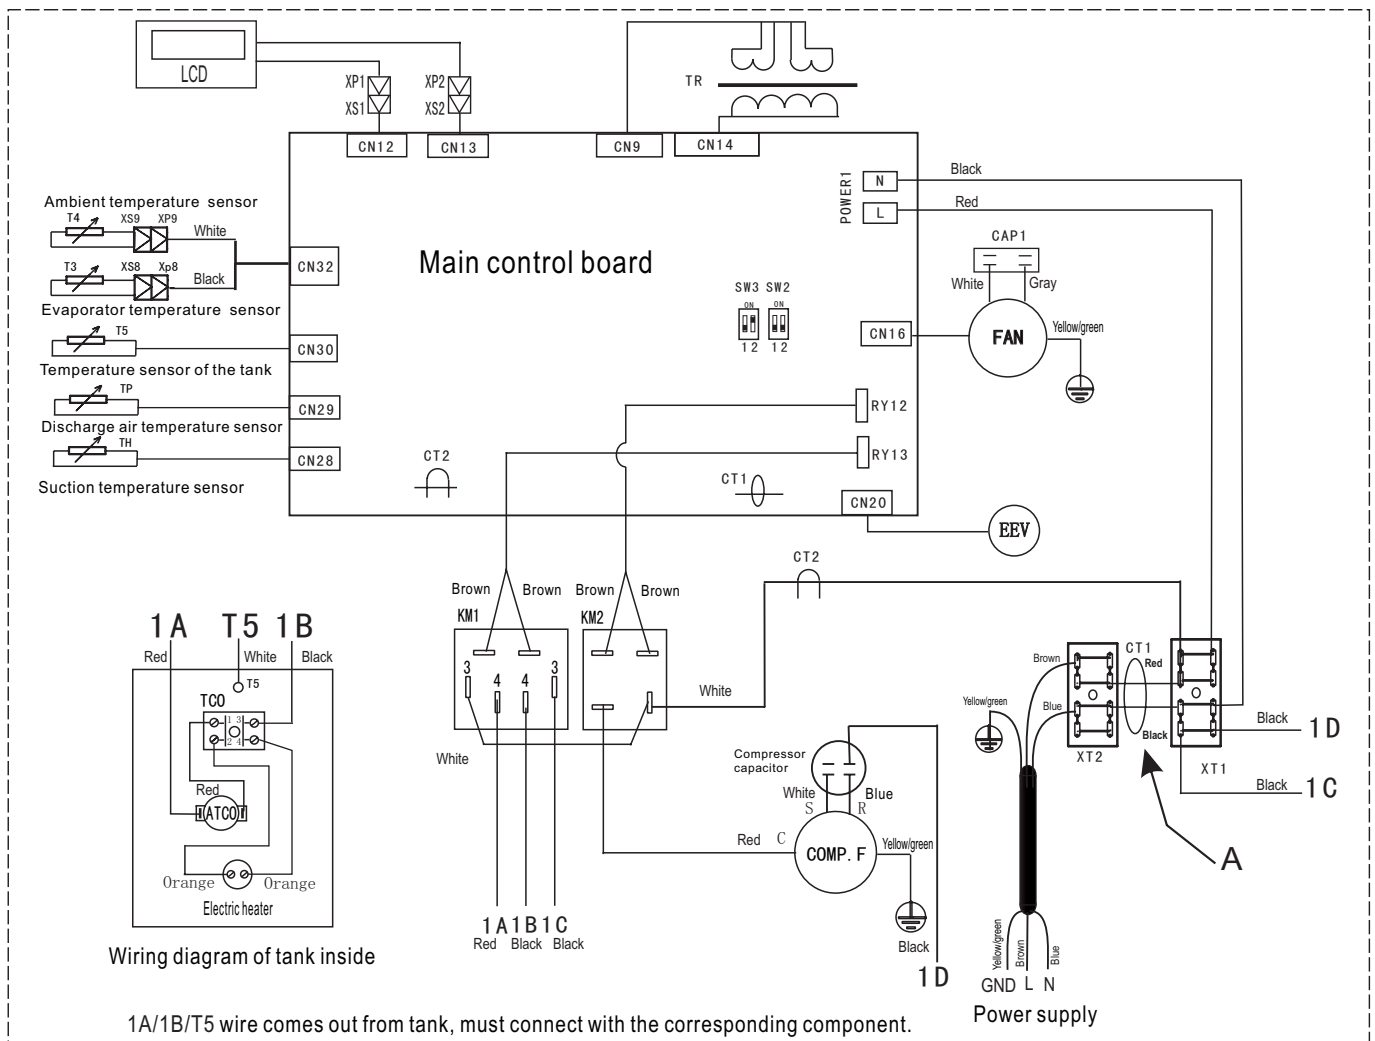 LCD
XP1
XS1
XP2
XS2
TR
CN12
CN13
CN9
CN14
POWER1
N
L
Black
Red
Ambient temperature sensor
T4
XS9
XP9
White
T3
XS8
Xp8
Black
Evaporator temperature sensor
CN32
T5
CN30
Temperature sensor of the tank
TP
CN29
Discharge air temperature sensor
TH
CN28
Suction temperature sensor
Main control board
SW3 SW2
ON
ON
1 2
1 2
CAP1
White
Gray
CN16
FAN
Yellow/green
RY12
RY13
CT2
CT1
CN20
EEV
CT2
Brown
Brown
Brown
Brown
KM1
KM2
3
4
4
3
White
White
1A
T5
1B
Red
White
Black
T5
TCO
1 3
2 4
Red
ATCO
Orange
Orange
Electric heater
Wiring diagram of tank inside
1A 1B 1C
Red
Black
Black
Compressor
capacitor
White
Blue
S
R
Red
C
COMP.F
Yellow/green
Black
1D
Brown
Blue
Yellow/green
CT1
Red
Black
XT2
XT1
Black
1D
Black
1C
A
Yellow/green
Brown
Blue
GND L N
Power supply
1A/1B/T5 wire comes out from tank, must connect with the corresponding component.